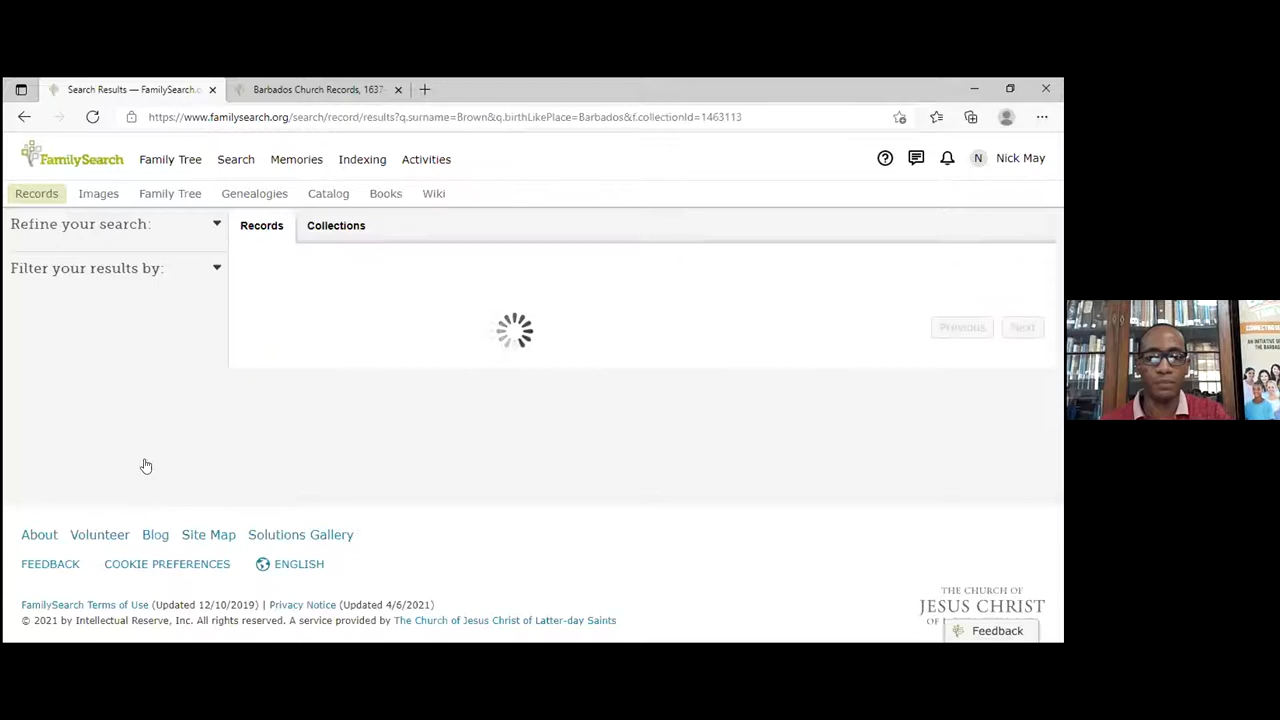 Search Results — FamilySearch.o
Barbados Church Records, 1637-
https://www.familysearch.org/search/record/results?q.surname=Brown&q.birthLikePlace=Barbados&f.collectionId=1463113
FamilySearch
Family Tree
Search
Memories
Indexing
Activities
N
Nick May
Records
Images
Family Tree
Genealogies
Catalog
Books
Wiki
Refine your search:
Records
Collections
Filter your results by:
Previous
Next
About
Volunteer
Blog
Site Map
Solutions Gallery
FEEDBACK
COOKIE PREFERENCES
ENGLISH
THE CHURCH OF
JESUS CHRIST
FamilySearch Terms of Use (Updated 12/10/2019) | Privacy Notice (Updated 4/6/2021)
© 2021 by Intellectual Reserve, Inc. All rights reserved. A service provided by The Church of Jesus Christ of Latter-day Saints
Feedback
AN INITIATIVE
THE BARBAD